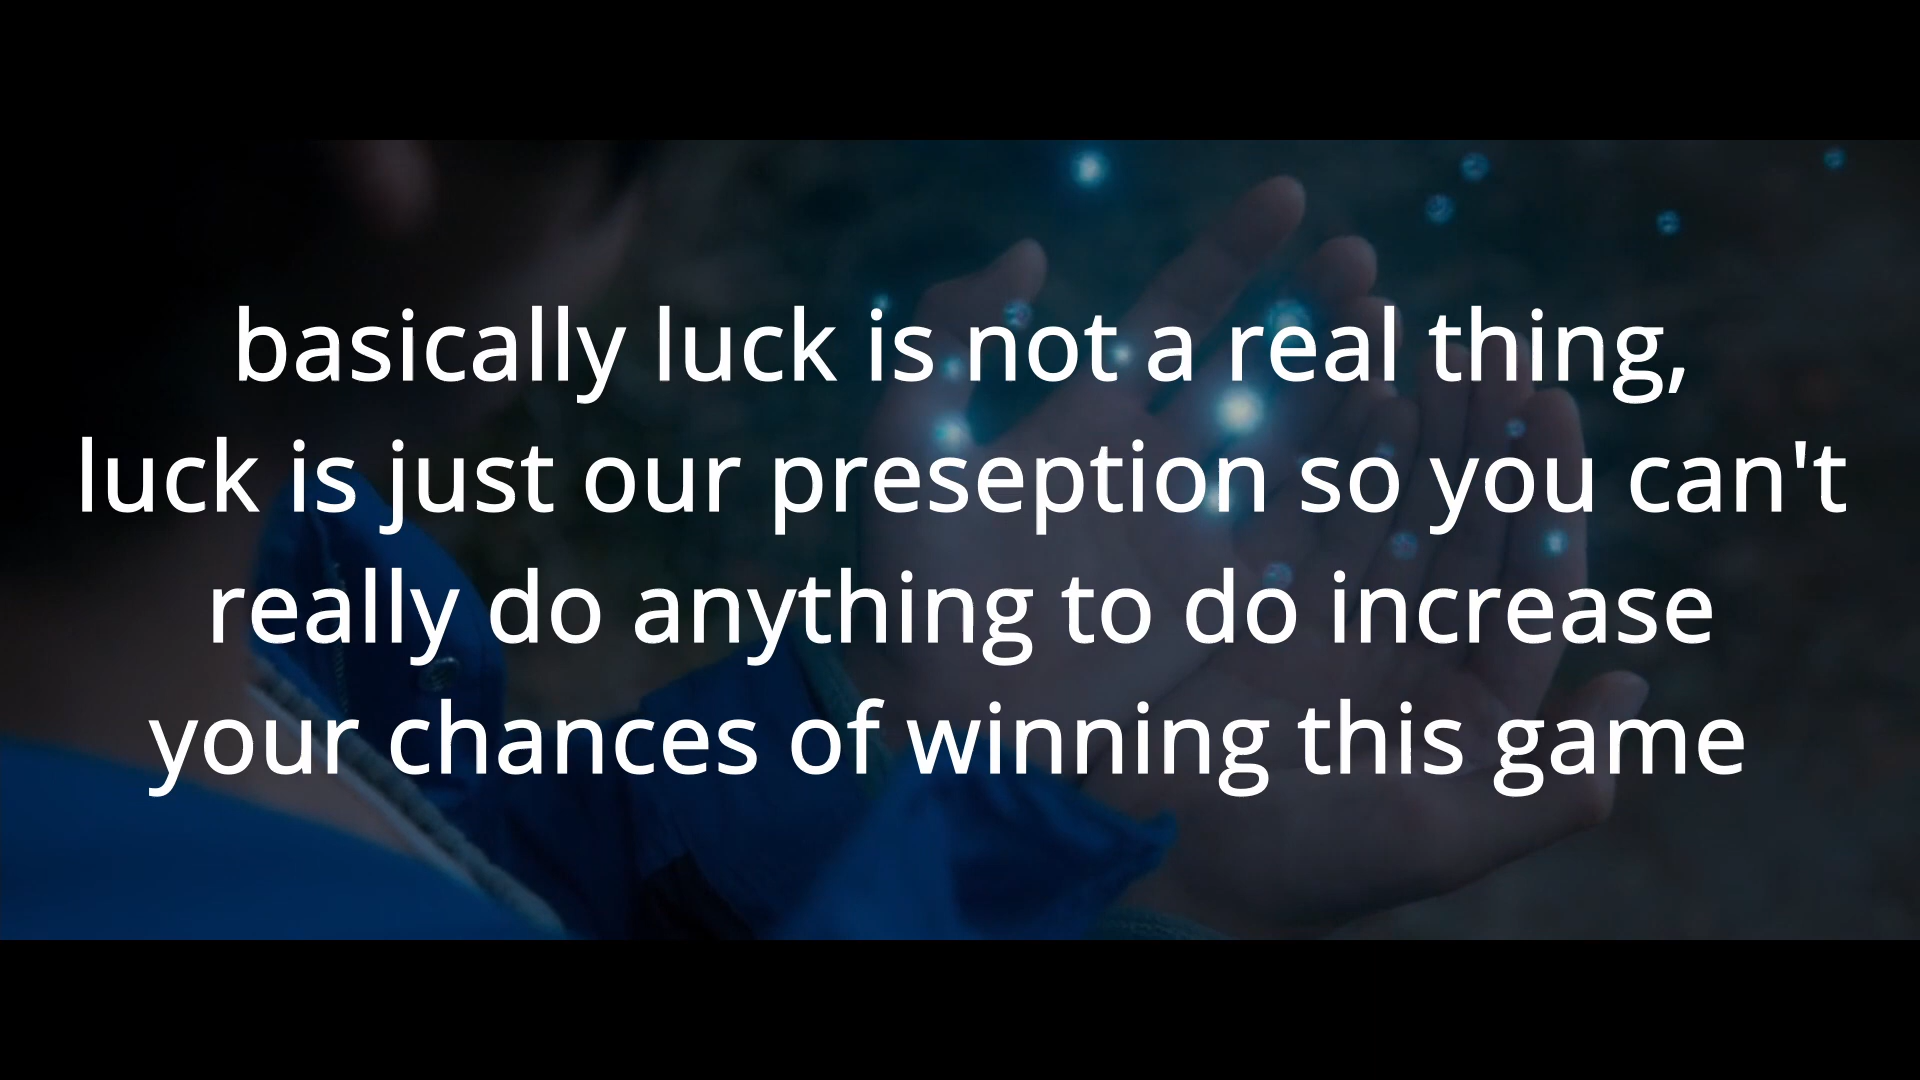 basically luck is not a real thing,
luck is just our preseption so you can't
really do anything to do increase
your chances of winning this game